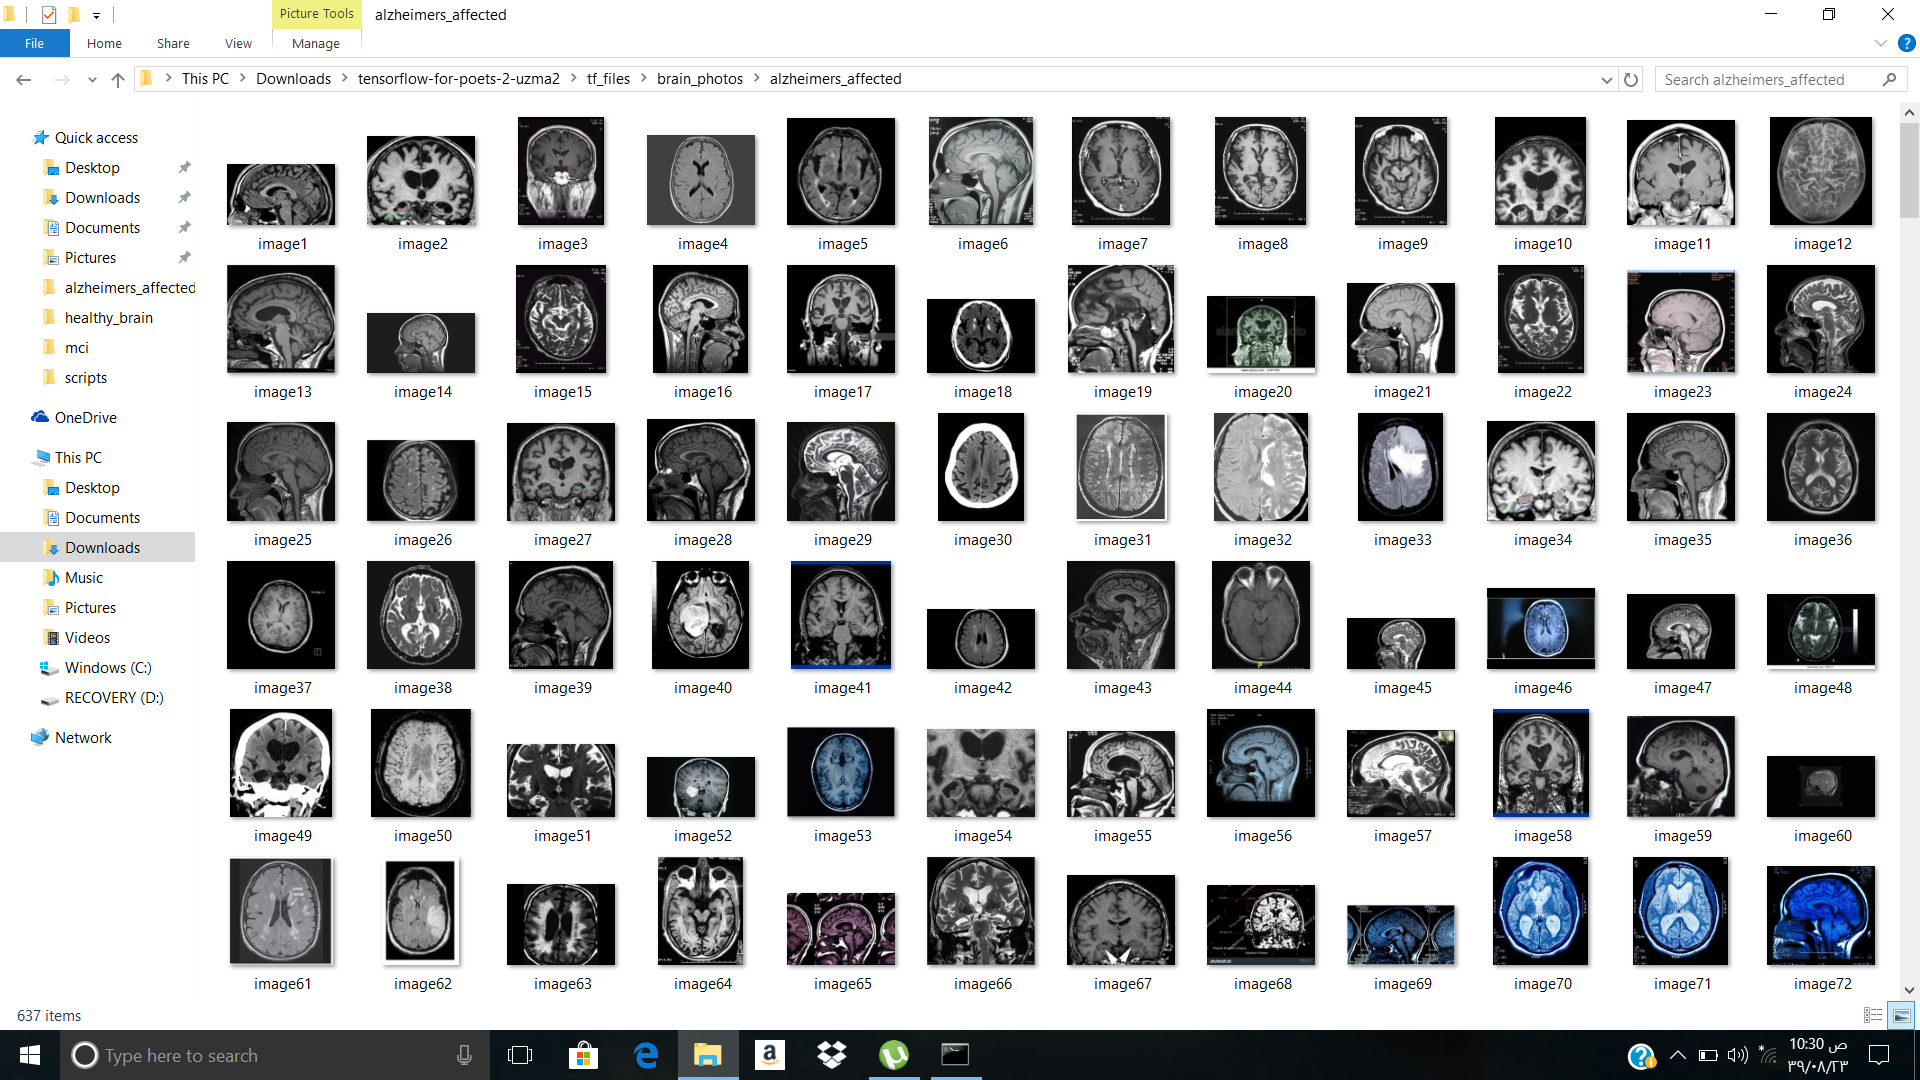 Picture Tools
alzheimers_affected
File
Home
Share
View
Manage
This PC
Downloads
tensorflow-for-poets-2-uzma2
tf_files
brain_photos
alzheimers_affected
Search alzheimers_affected
Quick access
Desktop
Downloads
Documents
Pictures
alzheimers_affected
healthy_brain
mci
scripts
OneDrive
This PC
Desktop
Documents
Downloads
Music
Pictures
Videos
Windows (C:)
RECOVERY (D:)
Network
image1 image2 image3 image4 image5 image6 image7 image8 image9 image10 image11 image12
image13 image14 image15 image16 image17 image18 image19 image20 image21 image22 image23 image24
image25 image26 image27 image28 image29 image30 image31 image32 image33 image34 image35 image36
image37 image38 image39 image40 image41 image42 image43 image44 image45 image46 image47 image48
image49 image50 image51 image52 image53 image54 image55 image56 image57 image58 image59 image60
image61 image62 image63 image64 image65 image66 image67 image68 image69 image70 image71 image72
637 items
Type here to search
10:30 ص
٣٩/٠٨/٢٣